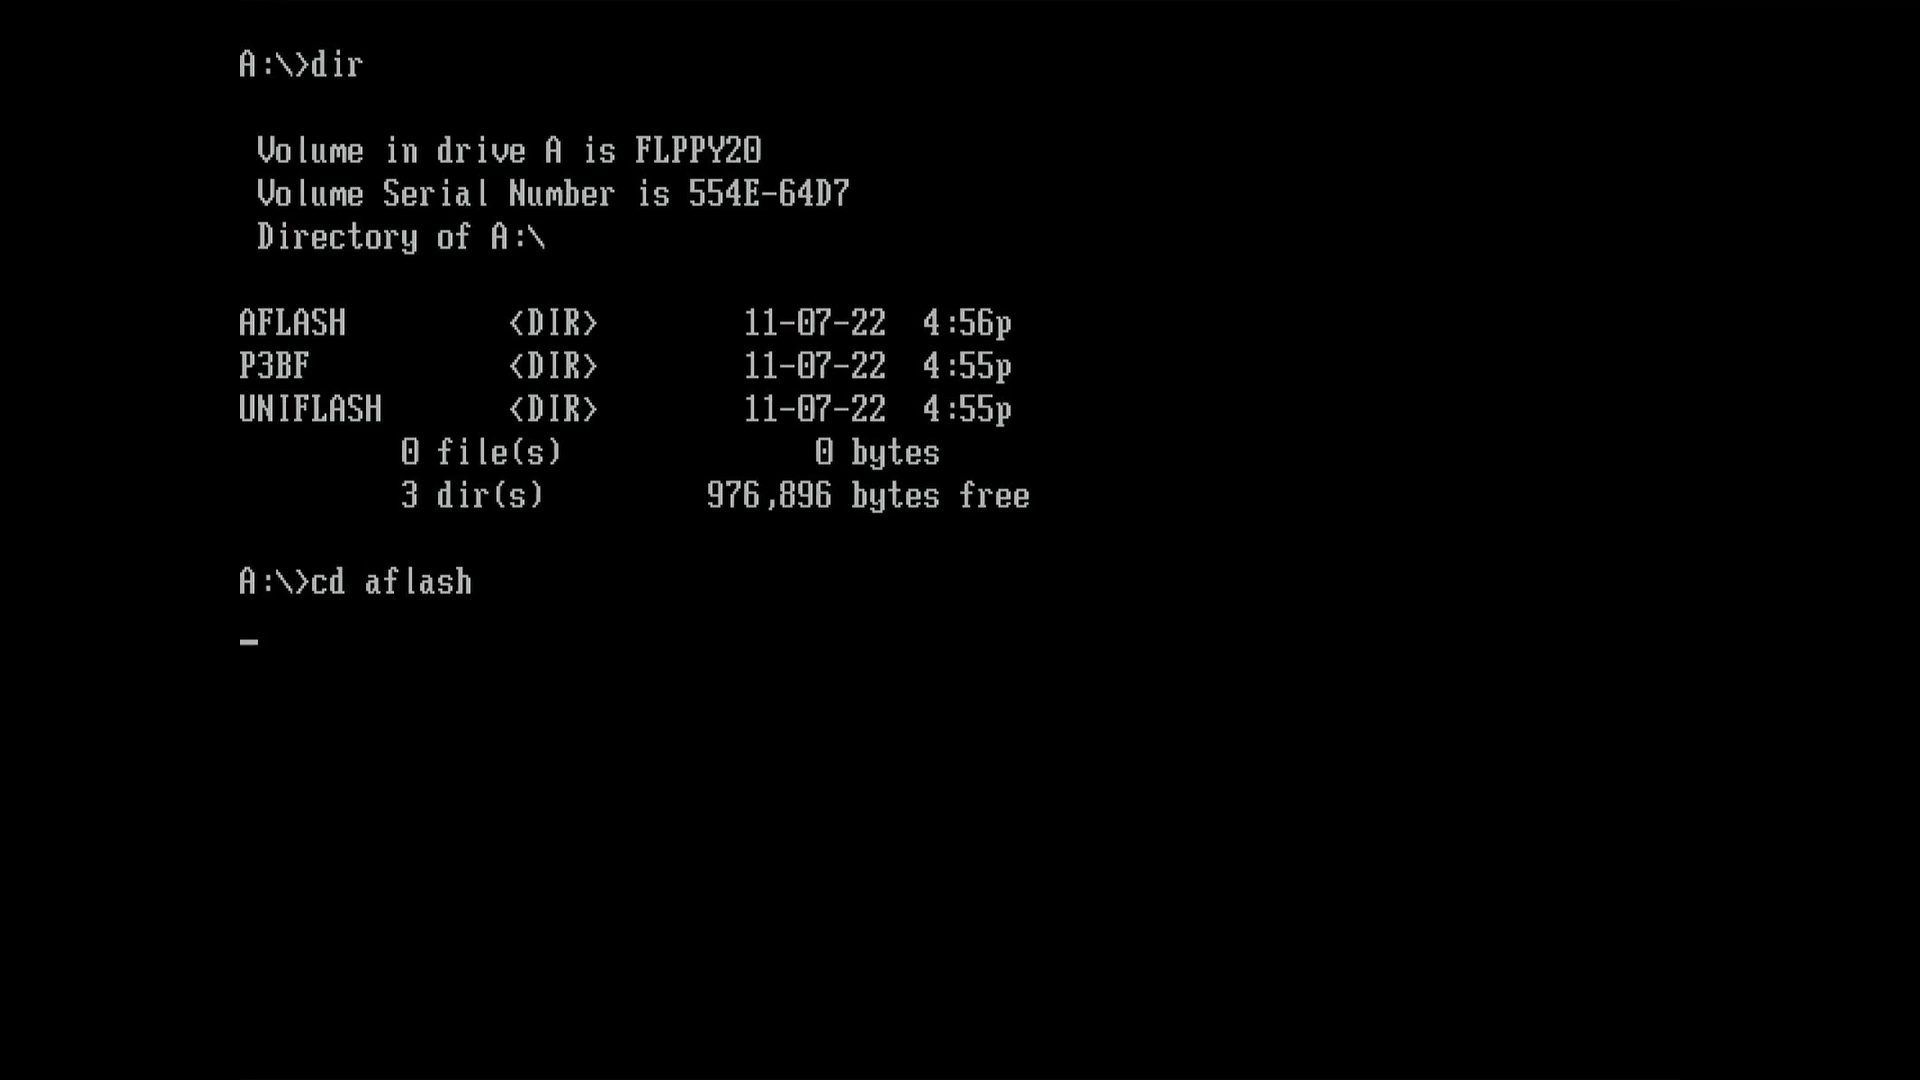 A:\>dir
Volume in drive A is FLPPY20
Volume Serial Number is 554E-64D7
Directory of A:\
AFLASH <DIR> 11-07-22 4:56p
P3BF <DIR> 11-07-22 4:55p
UNIFLASH <DIR> 11-07-22 4:55p
0 file(s) 0 bytes
3 dir(s) 976,896 bytes free
A:\>cd aflash
_